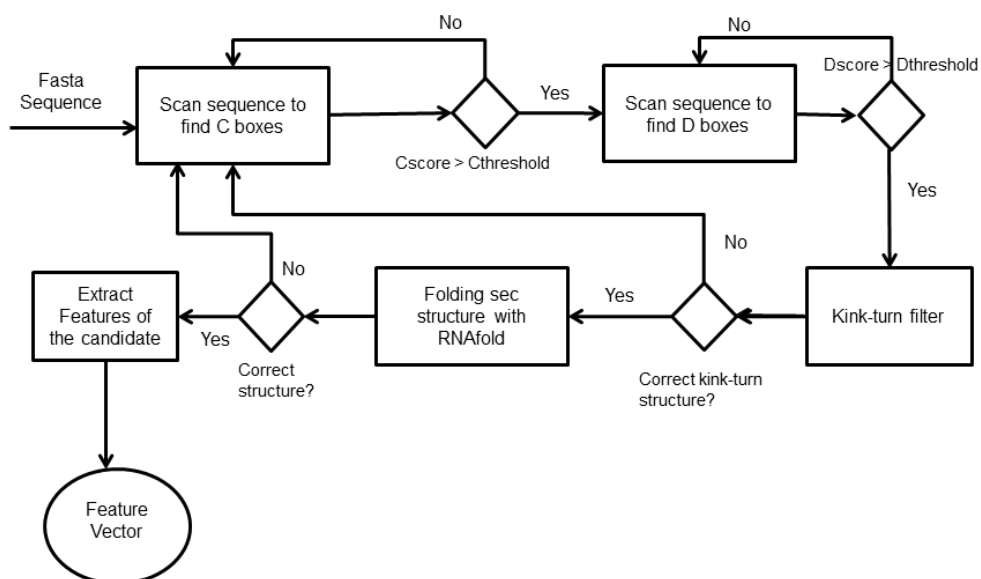 No
No
Dscore > Dthreshold
Fasta
Sequence
Scan sequence to
find C boxes
Yes
Scan sequence to
find D boxes
Cscore > Cthreshold
Yes
No
No
Extract
Features of
the candidate
Yes
Folding sec
structure with
RNAfold
Yes
Kink-turn filter
Correct
structure?
Correct kink-turn
structure?
Feature
Vector